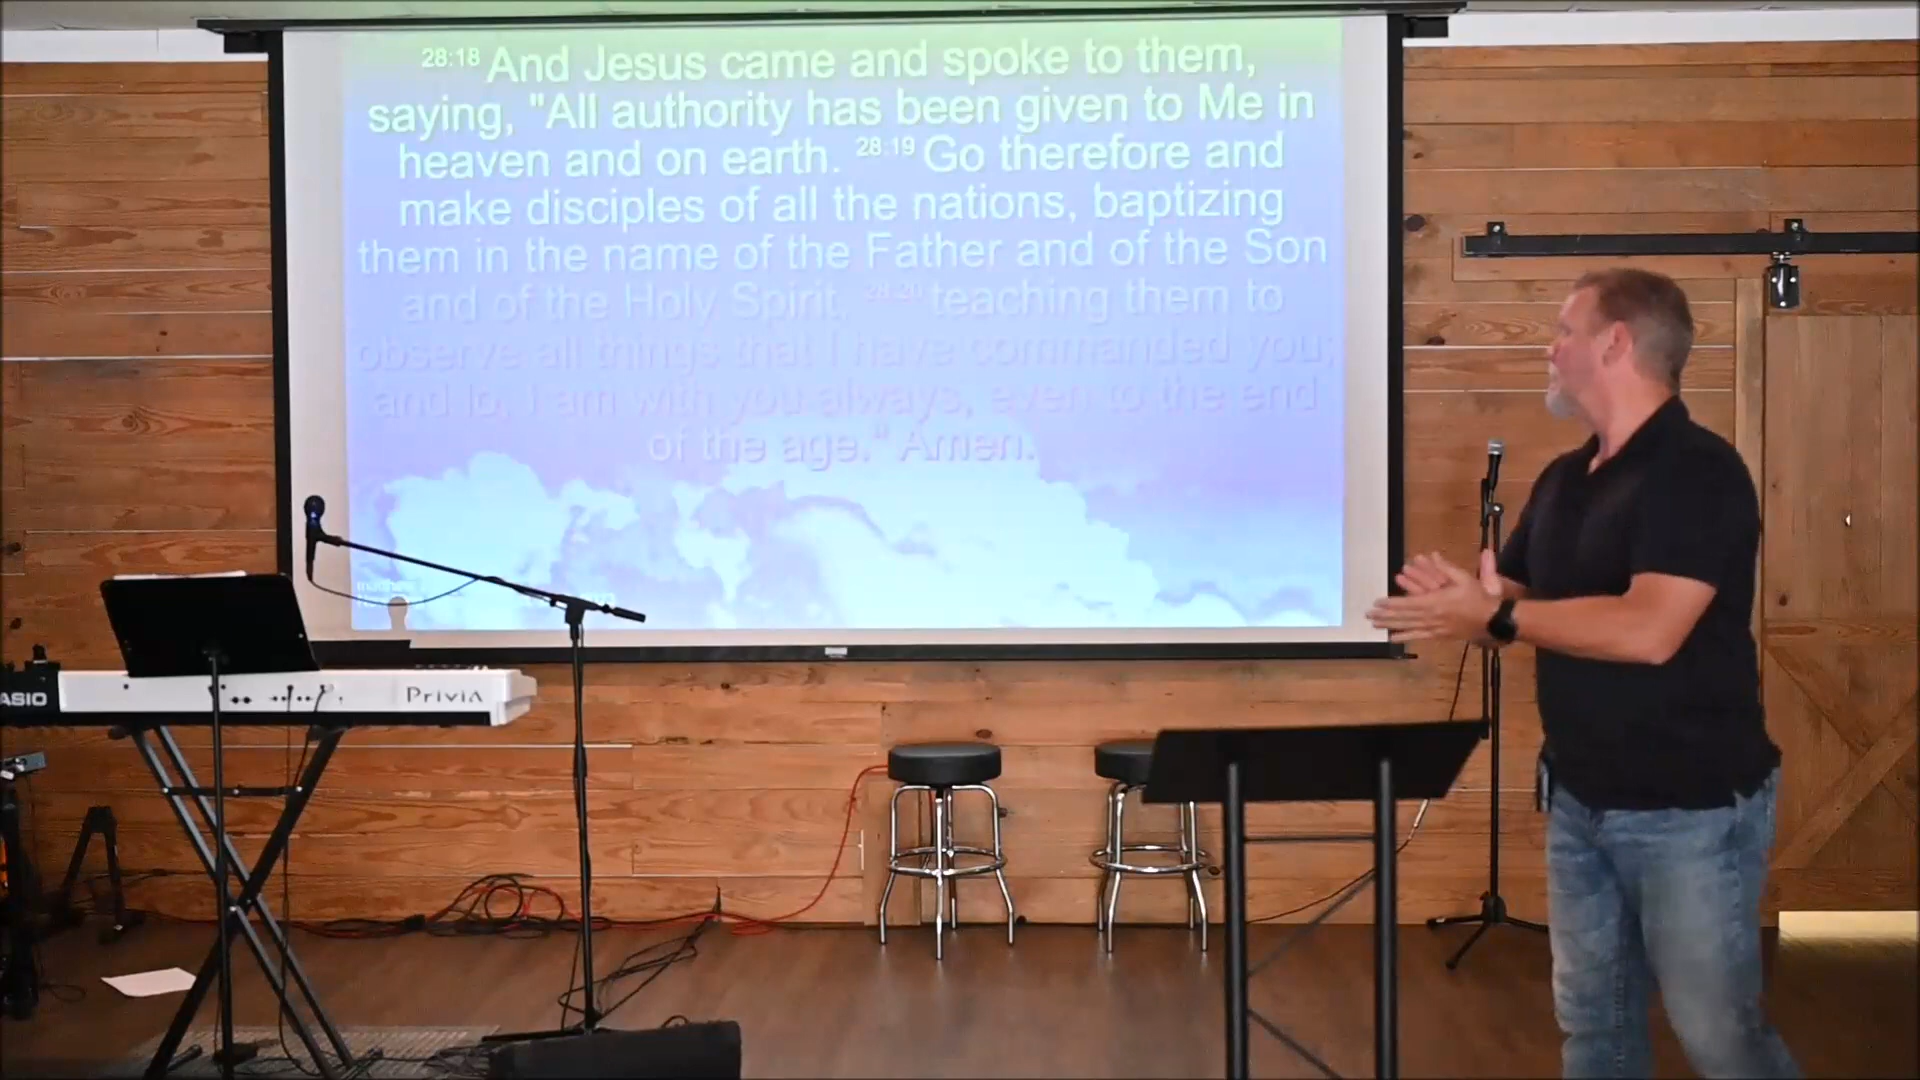 28:18 And Jesus came and spoke to them,
saying, "All authority has been given to Me in
heaven and on earth. 28:19 Go therefore and
make disciples of all the nations, baptizing
them in the name of the Father and of the Son
and of the Holy Spirit, 28:20 teaching them to
observe all things that I have commanded you;
and lo, I am with you always, even to the end
of the age." Amen.
ASIO
Privia